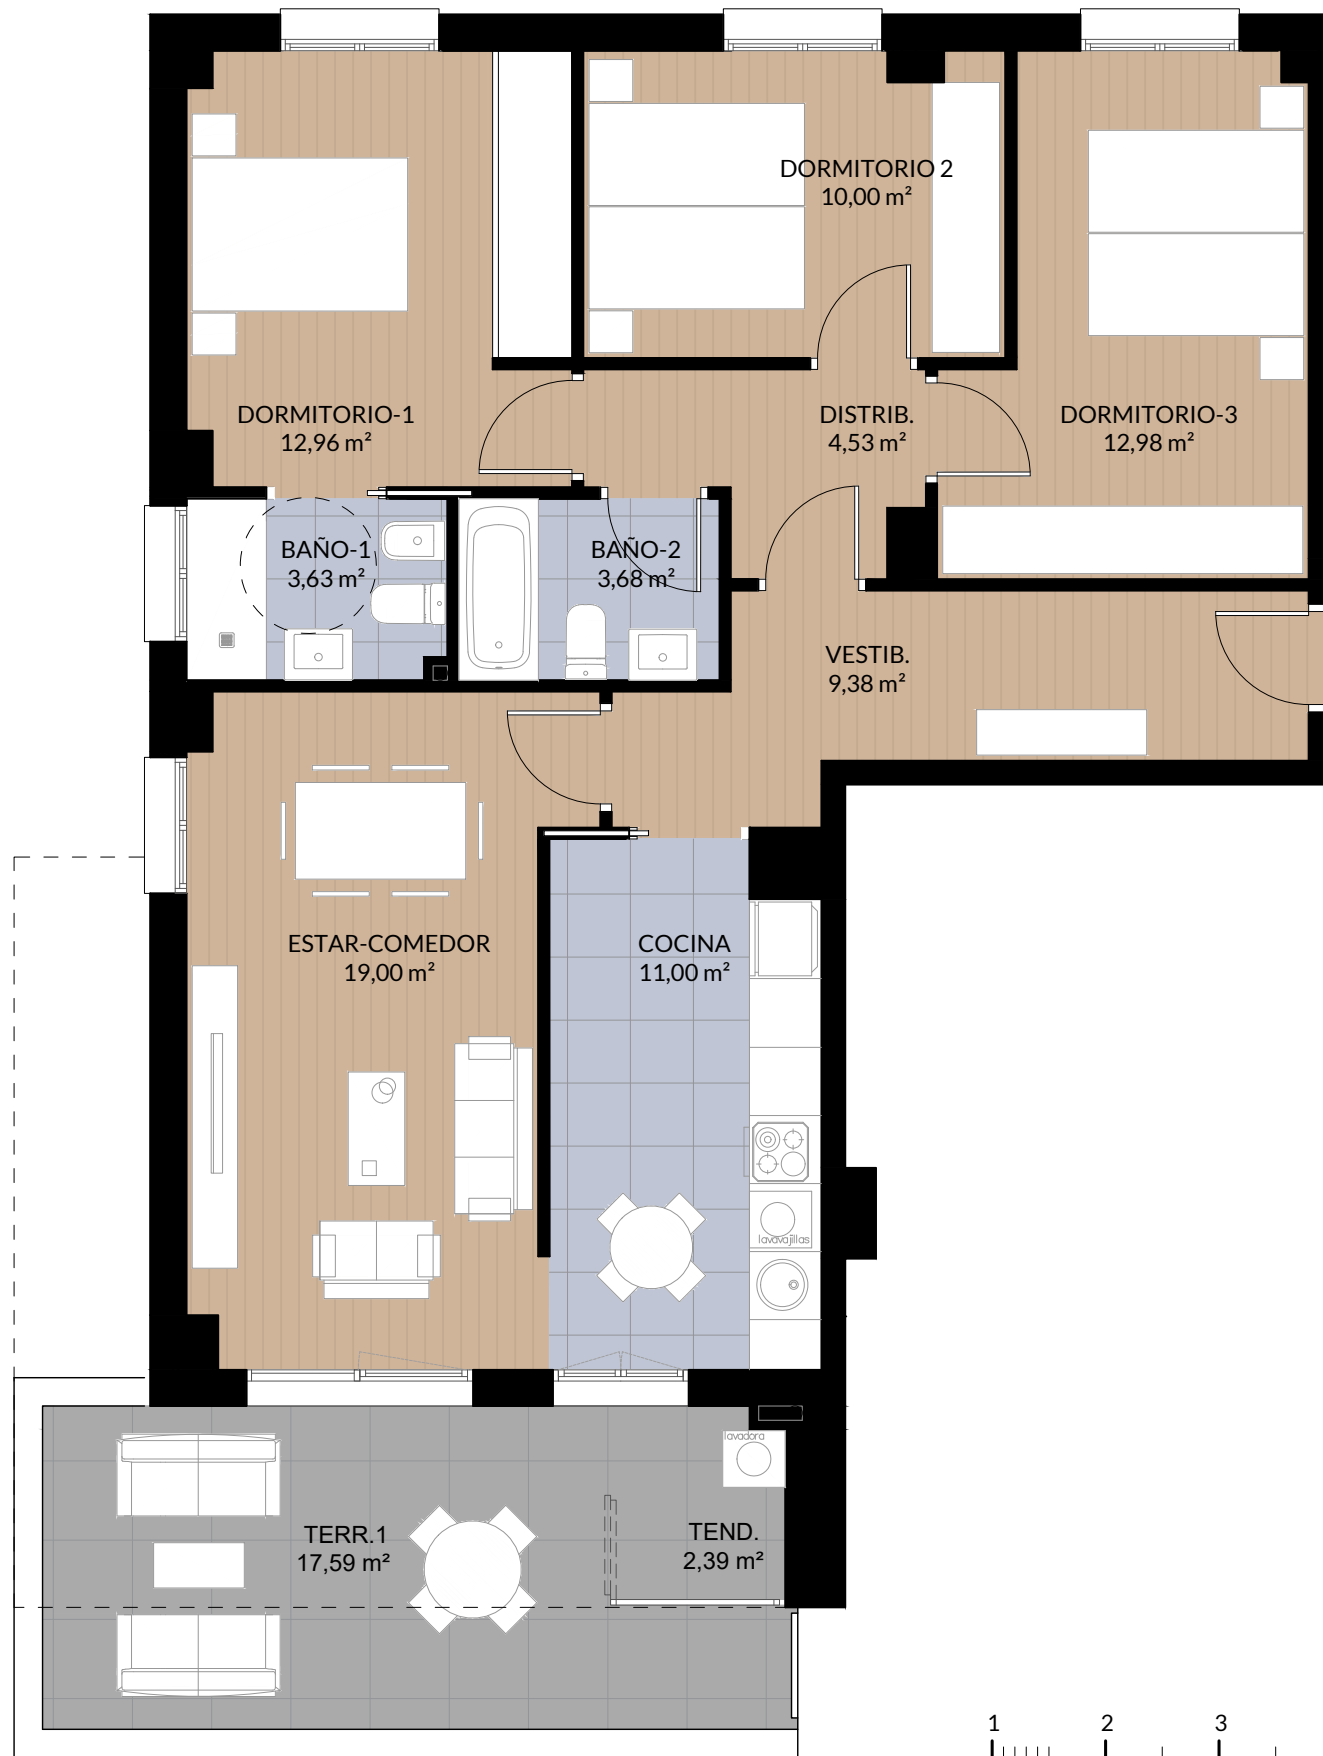 DORMITORIO 2
10,00 m²
DORMITORIO-1
12,96 m²
DISTRIB.
4,53 m²
DORMITORIO-3
12,98 m²
BAÑO-1
3,63 m²
BAÑO-2
3,68 m²
VESTIB.
9,38 m²
ESTAR-COMEDOR
19,00 m²
COCINA
11,00 m²
lavavajillas
lavadora
TERR.1
17,59 m²
TEND.
2,39 m²
1 2 3